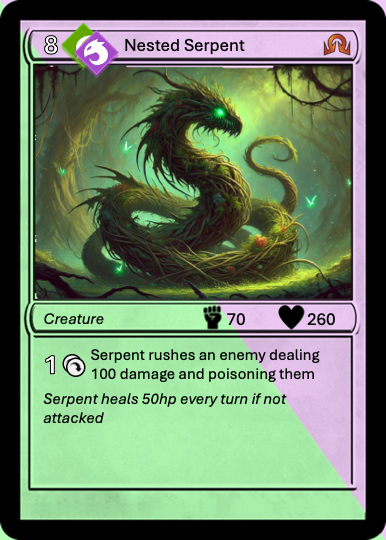 8 Nested Serpent
Creature 70 260
1 Serpent rushes an enemy dealing
100 damage and poisoning them
Serpent heals 50hp every turn if not
attacked